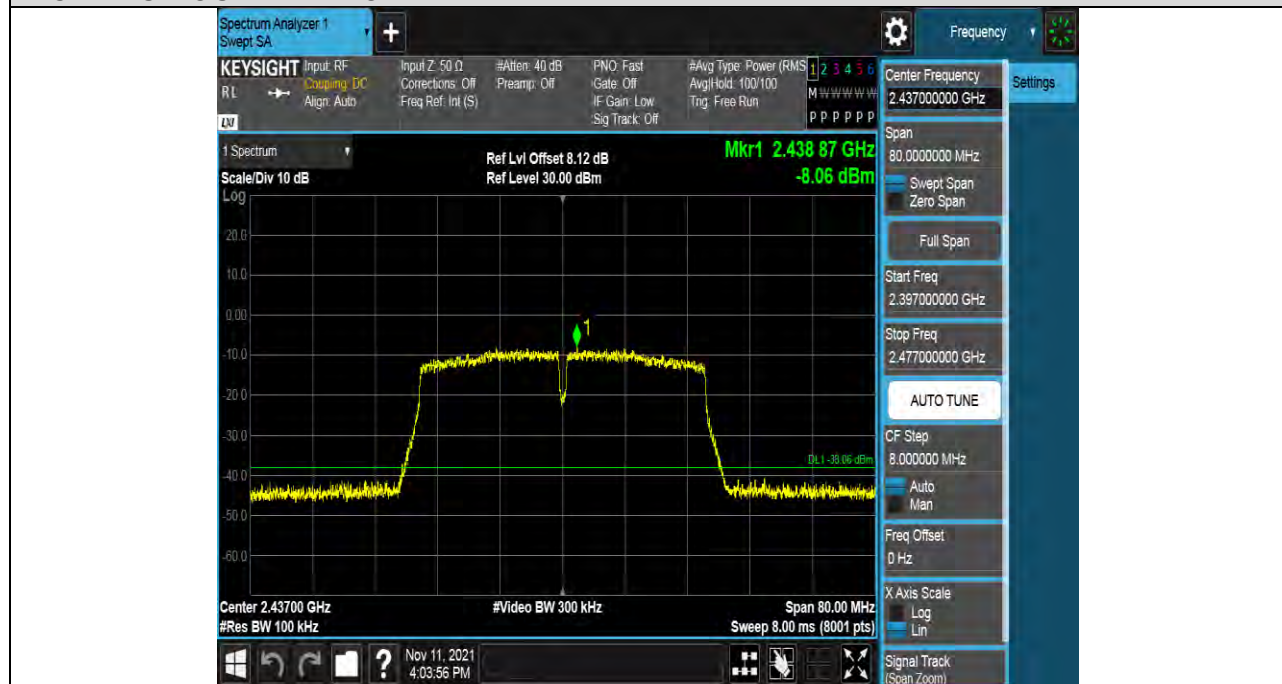 Spectrum Analyzer 1
Swept SA
+
Frequency
KEYSIGHT
RL
LXI
Input: RF
Coupling: DC
Align: Auto
Input Z: 50 Ω
Corrections: Off
Freq Ref: Int (S)
#Atten: 40 dB
Preamp: Off
PNO: Fast
Gate: Off
IF Gain: Low
Sig Track: Off
#Avg Type: Power (RMS
Avg|Hold: 100/100
Trig: Free Run
1 2 3 4 5 6
M W W W W W
P P P P P P
1 Spectrum
Scale/Div 10 dB
Log
Ref Lvl Offset 8.12 dB
Ref Level 30.00 dBm
Mkr1 2.438 87 GHz
-8.06 dBm
20.0
10.0
0.00
-10.0
-20.0
-30.0
-40.0
-50.0
-60.0
1
DL1 -38.06 dBm
Center 2.43700 GHz
#Res BW 100 kHz
#Video BW 300 kHz
Span 80.00 MHz
Sweep 8.00 ms (8001 pts)
?
Nov 11, 2021
4:03:56 PM
Center Frequency
2.437000000 GHz
Settings
Span
80.0000000 MHz
Swept Span
Zero Span
Full Span
Start Freq
2.397000000 GHz
Stop Freq
2.477000000 GHz
AUTO TUNE
CF Step
8.000000 MHz
Auto
Man
Freq Offset
0 Hz
X Axis Scale
Log
Lin
Signal Track
(Span Zoom)